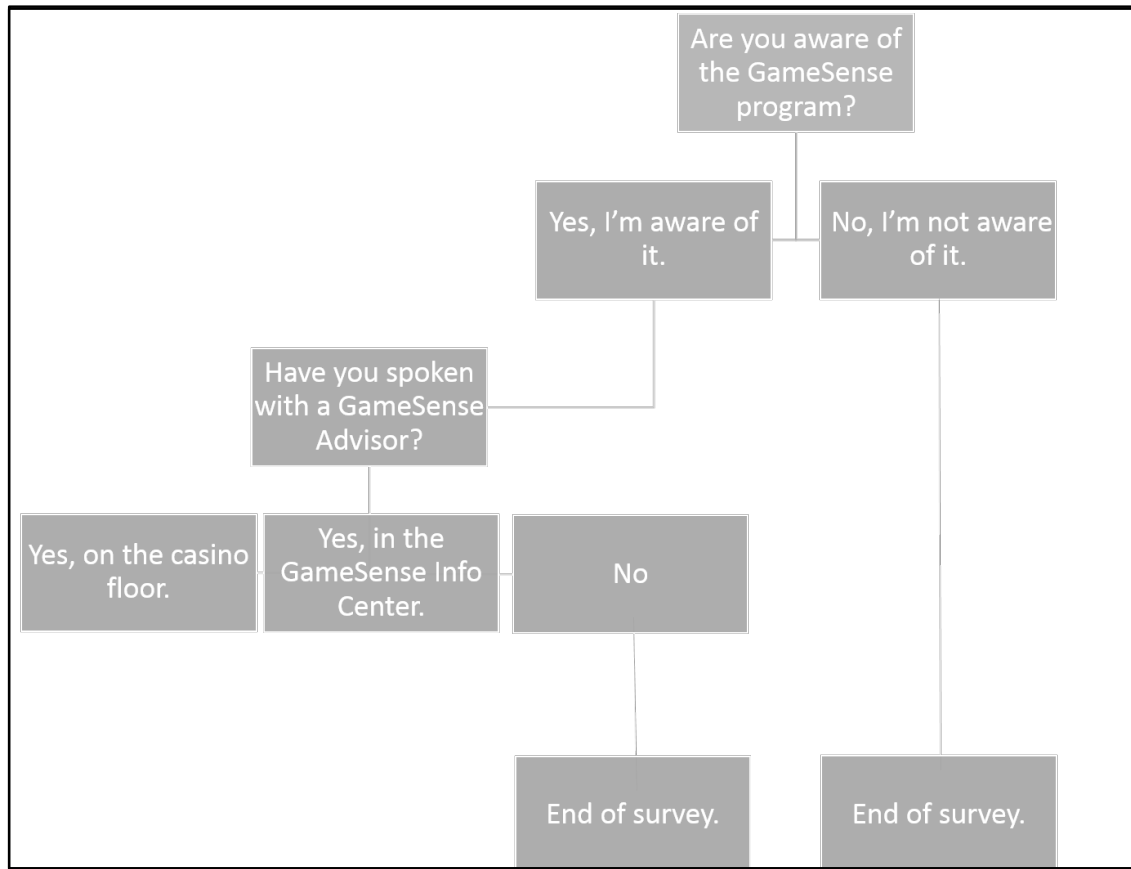 Are you aware of
the GameSense
program?
Yes, I’m aware of
it.
No, I’m not aware
of it.
Have you spoken
with a GameSense
Advisor?
Yes, on the casino
floor.
Yes, in the
GameSense Info
Center.
No
End of survey.
End of survey.